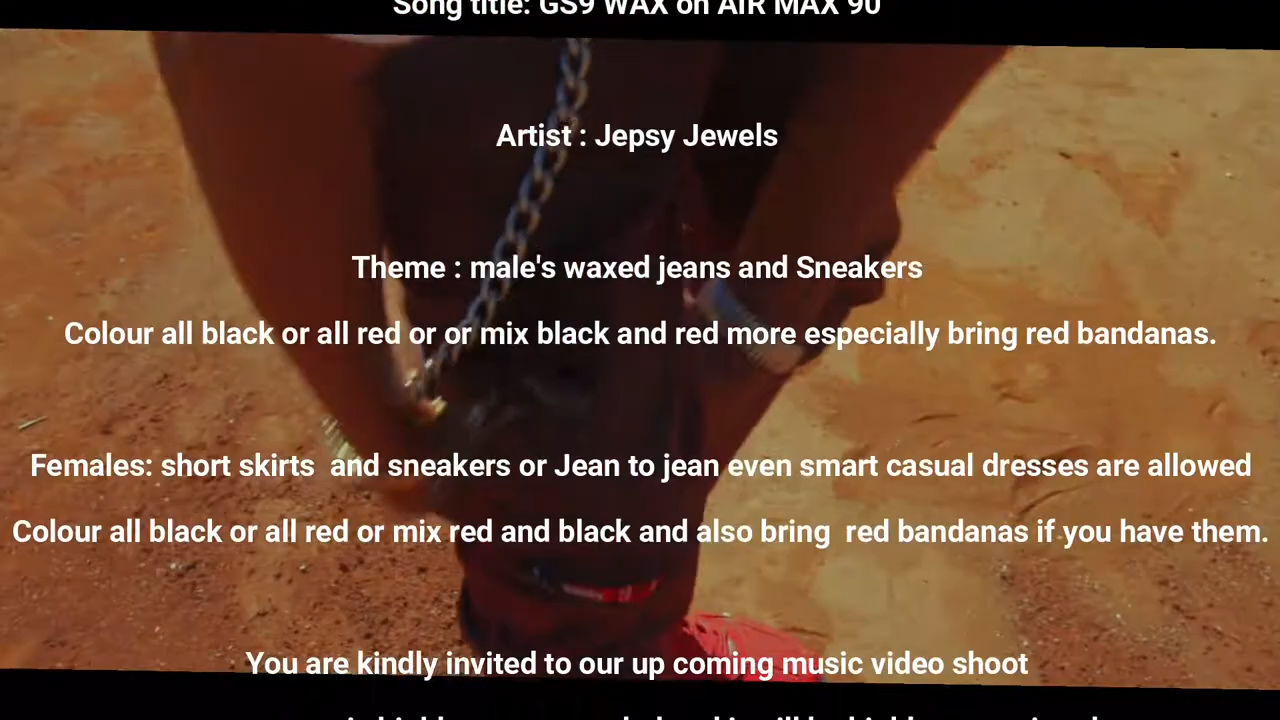 Song title: GS9 WAX on AIR MAX 90
Artist : Jepsy Jewels
Theme : male's waxed jeans and Sneakers
Colour all black or all red or or mix black and red more especially bring red bandanas.
Females: short skirts  and sneakers or Jean to jean even smart casual dresses are allowed
Colour all black or all red or mix red and black and also bring  red bandanas if you have them.
You are kindly invited to our up coming music video shoot